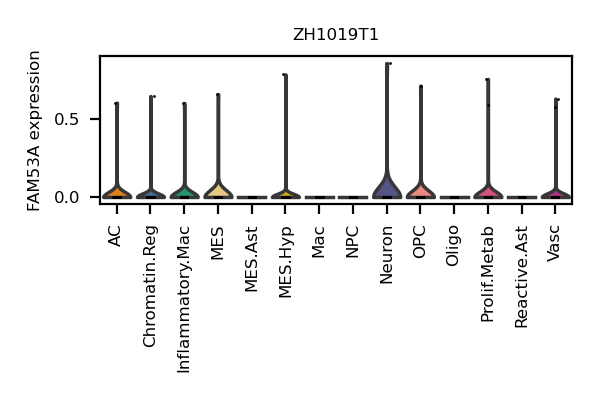 ZH1019T1
FAM53A expression
0.5
0.0
AC
Chromatin.Reg
Inflammatory.Mac
MES
MES.Ast
MES.Hyp
Mac
NPC
Neuron
OPC
Oligo
Prolif.Metab
Reactive.Ast
Vasc